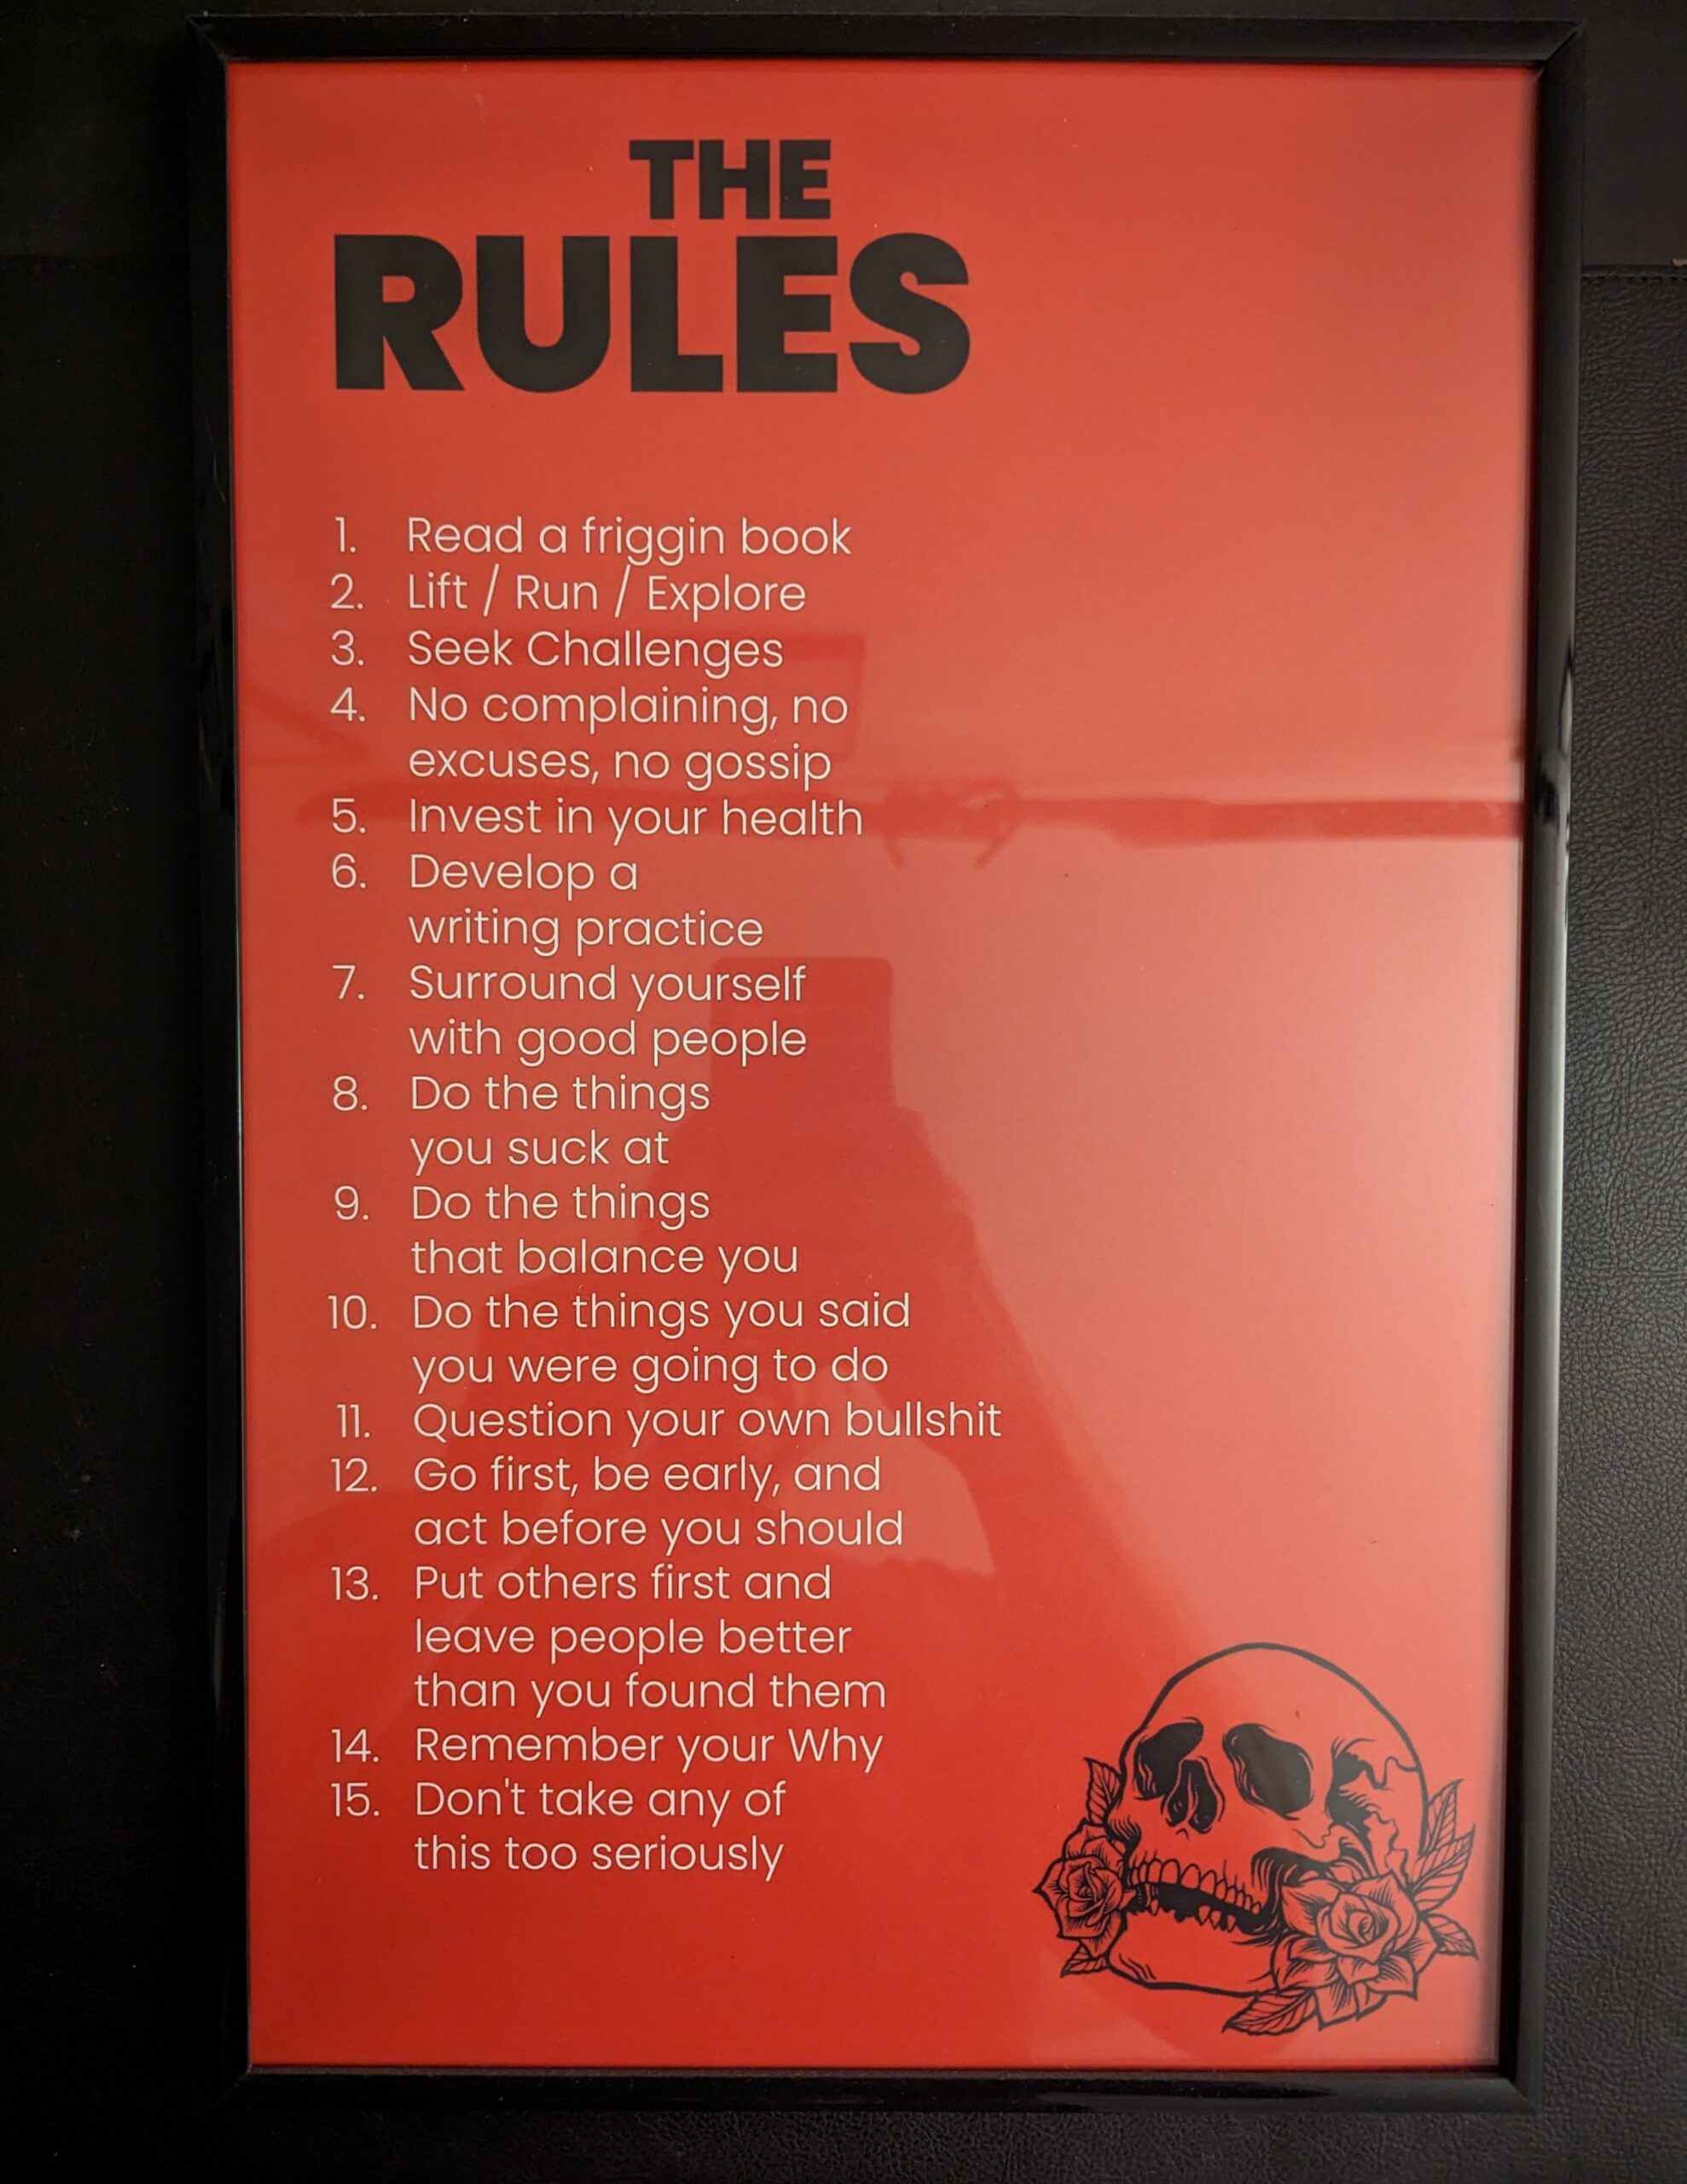 THE
RULES
1. Read a friggin book
2. Lift / Run / Explore
3. Seek Challenges
4. No complaining, no
excuses, no gossip
5. Invest in your health
6. Develop a
writing practice
7. Surround yourself
with good people
8. Do the things
you suck at
9. Do the things
that balance you
10. Do the things you said
you were going to do
11. Question your own bullshit
12. Go first, be early, and
act before you should
13. Put others first and
leave people better
than you found them
14. Remember your Why
15. Don't take any of
this too seriously